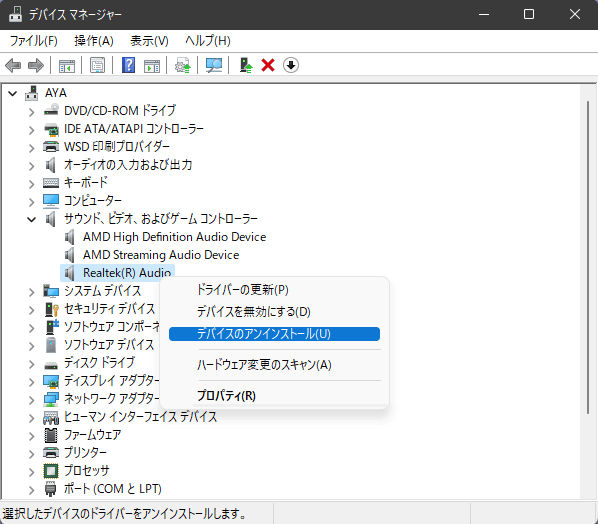 デバイス マネージャー
ファイル(F) 操作(A) 表示(V) ヘルプ(H)
AYA
DVD/CD-ROM ドライブ
IDE ATA/ATAPI コントローラー
WSD 印刷プロバイダー
オーディオの入力および出力
キーボード
コンピューター
サウンド、ビデオ、およびゲーム コントローラー
AMD High Definition Audio Device
AMD Streaming Audio Device
Realtek(R) Audio
ドライバーの更新(P)
デバイスを無効にする(D)
デバイスのアンインストール(U)
ハードウェア変更のスキャン(A)
プロパティ(R)
システム デバイス
セキュリティ デバイス
ソフトウェア コンポーネ
ソフトウェア デバイス
ディスク ドライブ
ディスプレイ アダプター
ネットワーク アダプター
ヒューマン インターフェイス デバイス
ファームウェア
プリンター
プロセッサ
ポート (COM と LPT)
選択したデバイスのドライバーをアンインストールします。